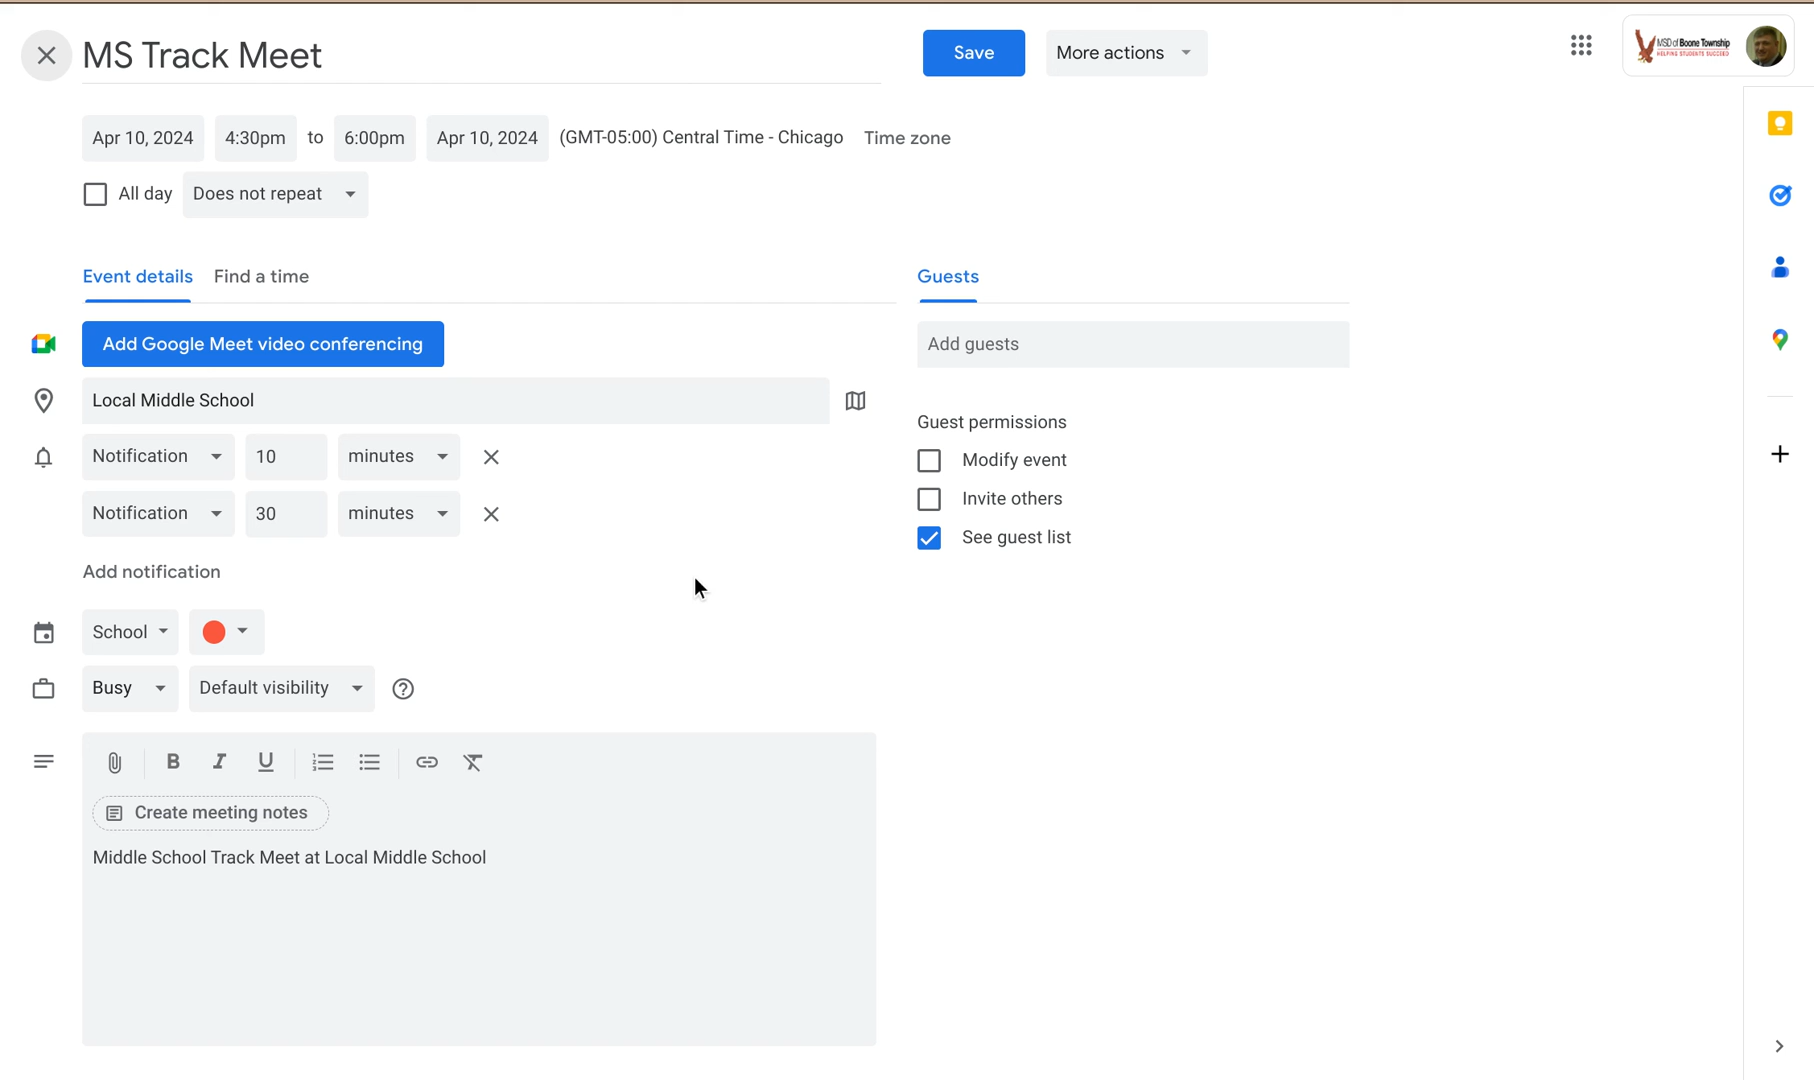 MS Track Meet
Save
More actions
MSD of Boone Township
HELPING STUDENTS SUCCEED
Apr 10, 2024 4:30pm to 6:00pm Apr 10, 2024 (GMT-05:00) Central Time - Chicago Time zone
All day Does not repeat
Event details Find a time
Guests
Add Google Meet video conferencing
Add guests
Local Middle School
Guest permissions
Notification 10 minutes
Modify event
Invite others
Notification 30 minutes
See guest list
Add notification
School
Busy Default visibility
B I U
Create meeting notes
Middle School Track Meet at Local Middle School